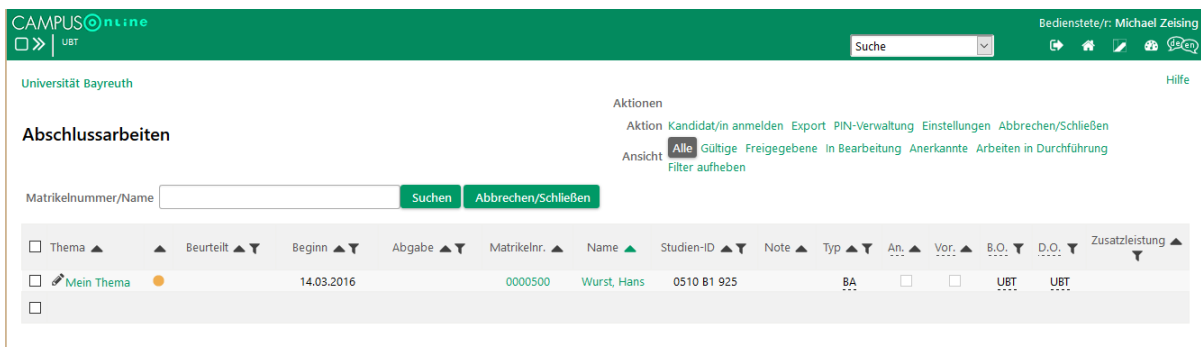 CAMPUSonline
Bedienstete/r: Michael Zeising
UBT
Suche
de en
Universität Bayreuth
Hilfe
Aktionen
Abschlussarbeiten
Aktion Kandidat/in anmelden Export PIN-Verwaltung Einstellungen Abbrechen/Schließen
Ansicht Alle Gültige Freigegebene In Bearbeitung Anerkannte Arbeiten in Durchführung
Filter aufheben
Matrikelnummer/Name Suchen Abbrechen/Schließen
Thema Beurteilt Beginn Abgabe Matrikelnr. Name Studien-ID Note Typ An. Vor. B.O. D.O. Zusatzleistung
Mein Thema 14.03.2016 0000500 Wurst, Hans 0510 B1 925 BA UBT UBT